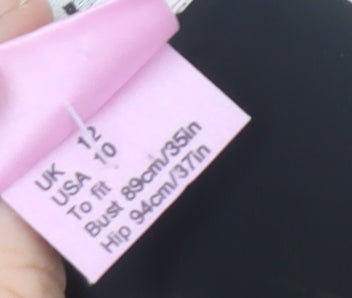 UK 12
USA 10
To fit
Bust 89cm/35in
Hip 94cm/37in